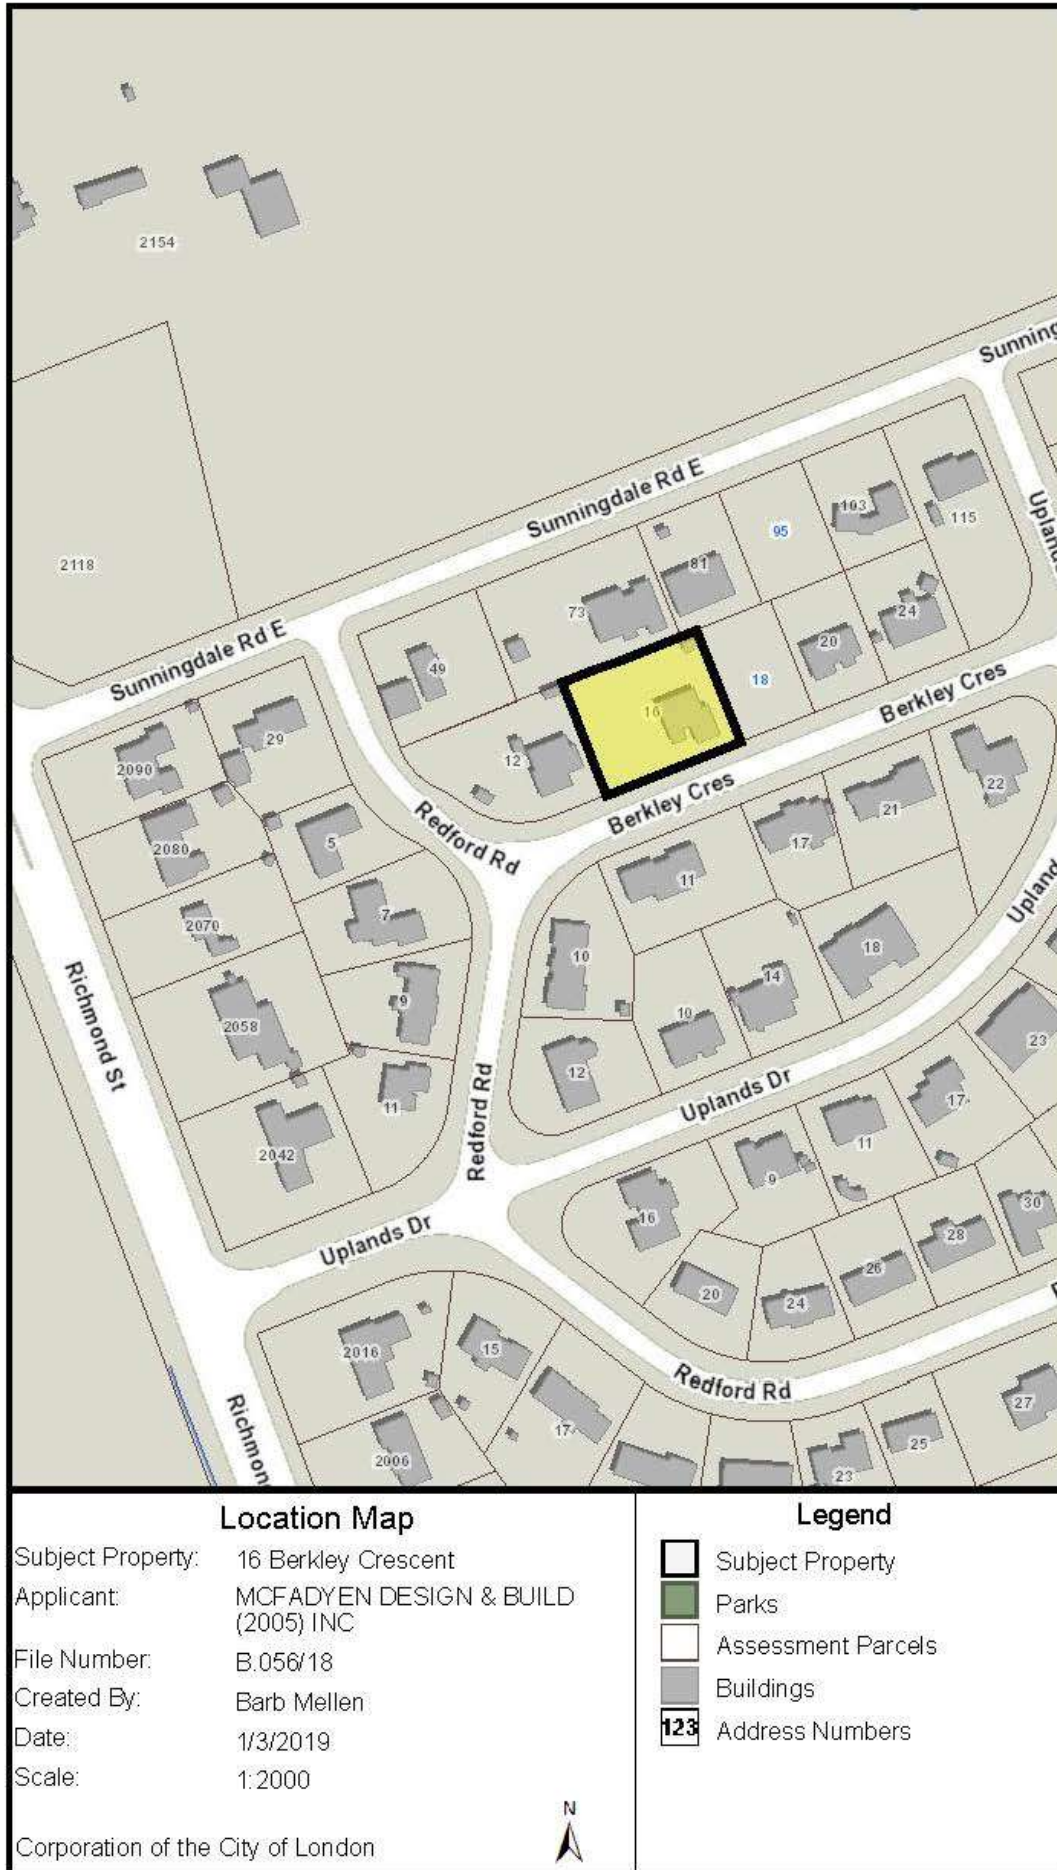 2154
Sunning
Sunningdale Rd E
103
95
115
Uplands
2118
81
73
24
20
49
18
Sunningdale Rd E
16
Berkley Cres
29
2090
12
22
Berkley Cres
21
5
2080
Redford Rd
17
11
7
2070
Upland
18
10
14
9
10
2058
23
Richmond St
12
Uplands Dr
17
11
Redford Rd
11
2042
9
30
16
Uplands Dr
28
26
20
24
15
2016
Redford Rd
27
Richmon
17
25
2006
23
Location Map
Subject Property: 16 Berkley Crescent
Applicant: MCFADYEN DESIGN & BUILD
(2005) INC
File Number: B.056/18
Created By: Barb Mellen
Date: 1/3/2019
Scale: 1:2000
N
Corporation of the City of London
Legend
Subject Property
Parks
Assessment Parcels
Buildings
123 Address Numbers